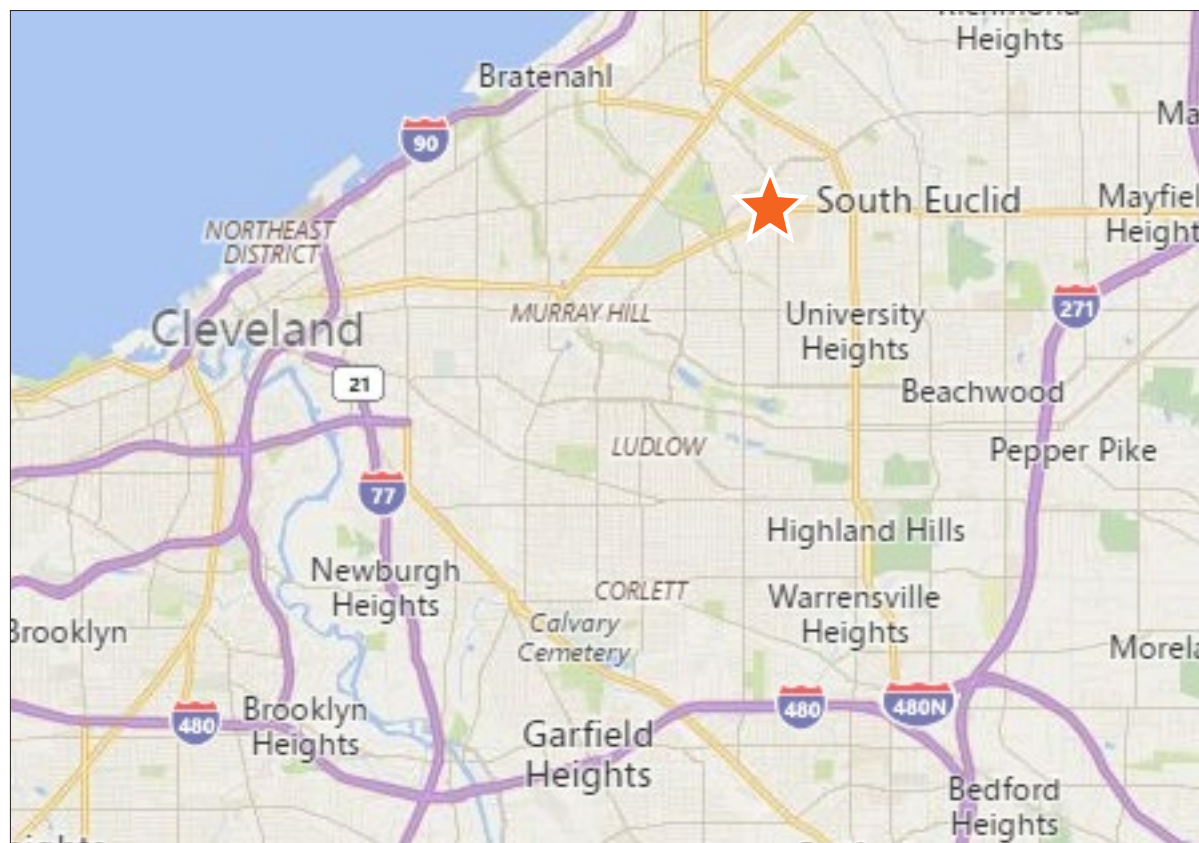 Richmond
Heights
Bratenahl
90
South Euclid
Mayfiel
Height
NORTHEAST
DISTRICT
271
MURRAY HILL
University
Heights
Cleveland
21
Beachwood
LUDLOW
Pepper Pike
77
Highland Hills
Newburgh
Heights
CORLETT
Warrensville
Heights
Calvary
Cemetery
Brooklyn
Morela
480
Brooklyn
Heights
480
480N
Garfield
Heights
Bedford
Heights